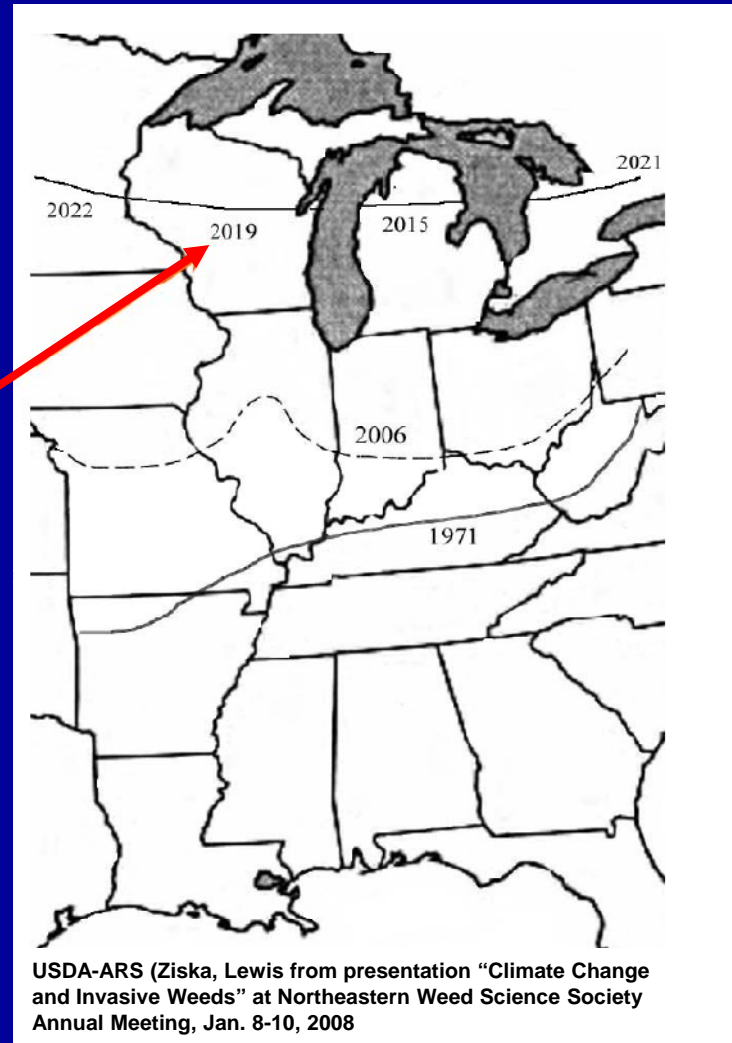 2021
2022
2019
2015
2006
1971
USDA-ARS (Ziska, Lewis from presentation “Climate Change
and Invasive Weeds” at Northeastern Weed Science Society
Annual Meeting, Jan. 8-10, 2008